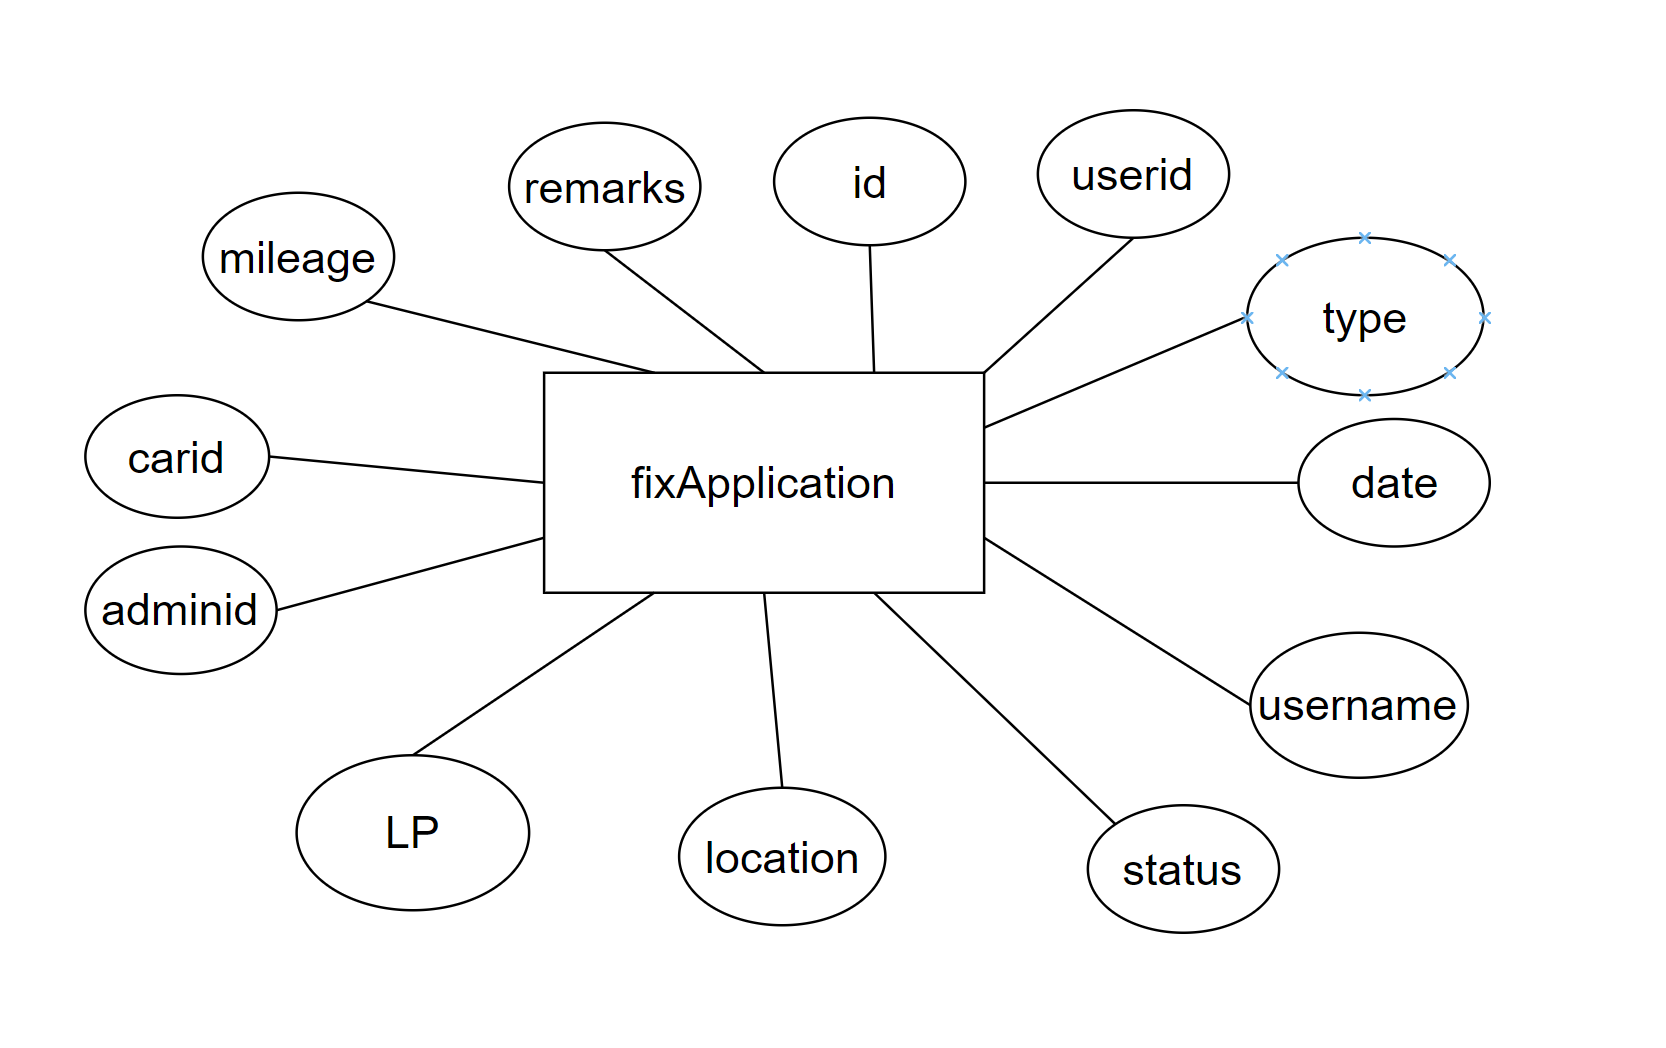 remarks
id
userid
mileage
type
carid
fixApplication
date
adminid
username
LP
location
status